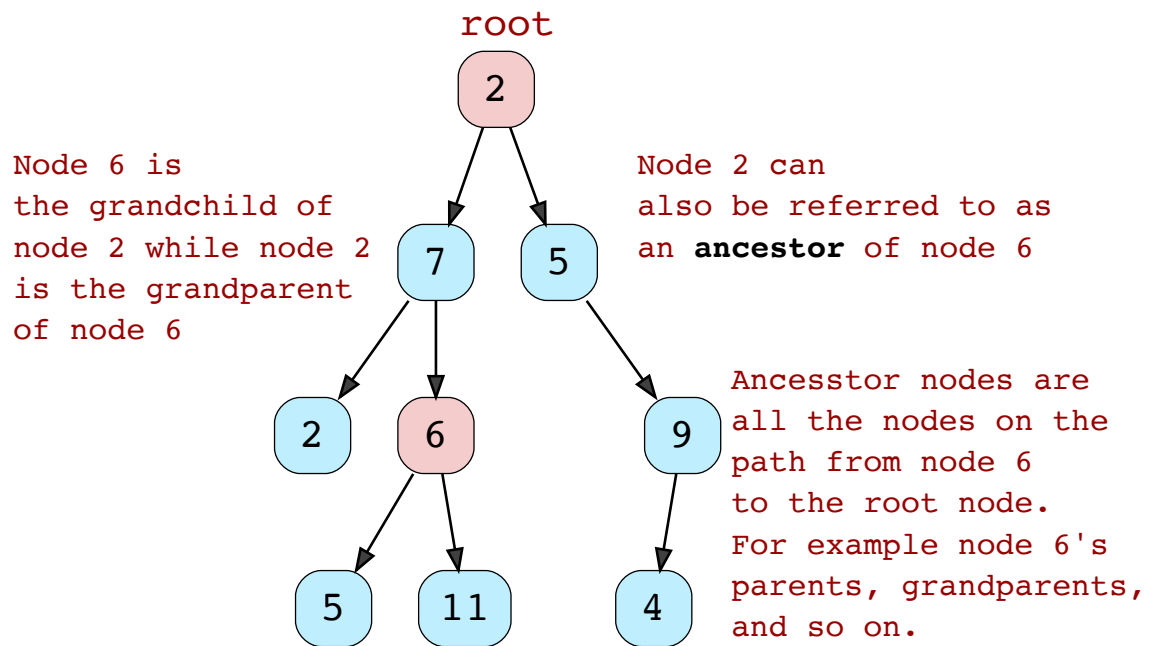 root
2
Node 6 is
the grandchild of
node 2 while node 2
is the grandparent
of node 6
Node 2 can
also be referred to as
an ancestor of node 6
7
5
2
6
9
Ancesstor nodes are
all the nodes on the
path from node 6
to the root node.
For example node 6's
parents, grandparents,
and so on.
5
11
4